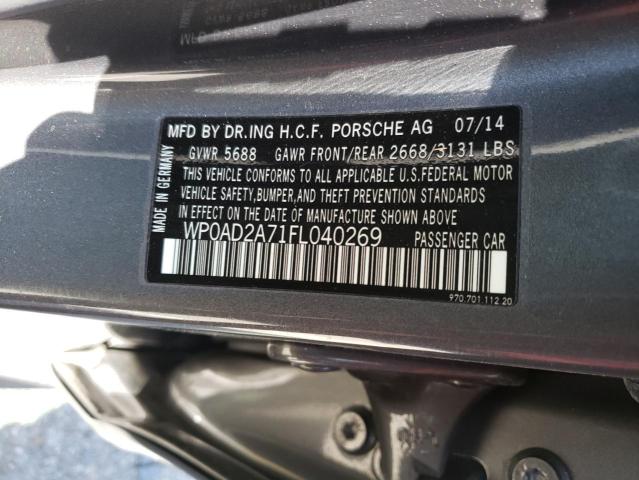 MFD BY DR.ING H.C.F. PORSCHE AG 07/14
GVWR 5688 GAWR FRONT/REAR 2668/3131 LBS
THIS VEHICLE CONFORMS TO ALL APPLICABLE U.S.FEDERAL MOTOR
VEHICLE SAFETY,BUMPER,AND THEFT PREVENTION STANDARDS
IN EFFECT ON DATE OF MANUFACTURE SHOWN ABOVE
WP0AD2A71FL040269 PASSENGER CAR
970.701.112 20
MADE IN GERMANY